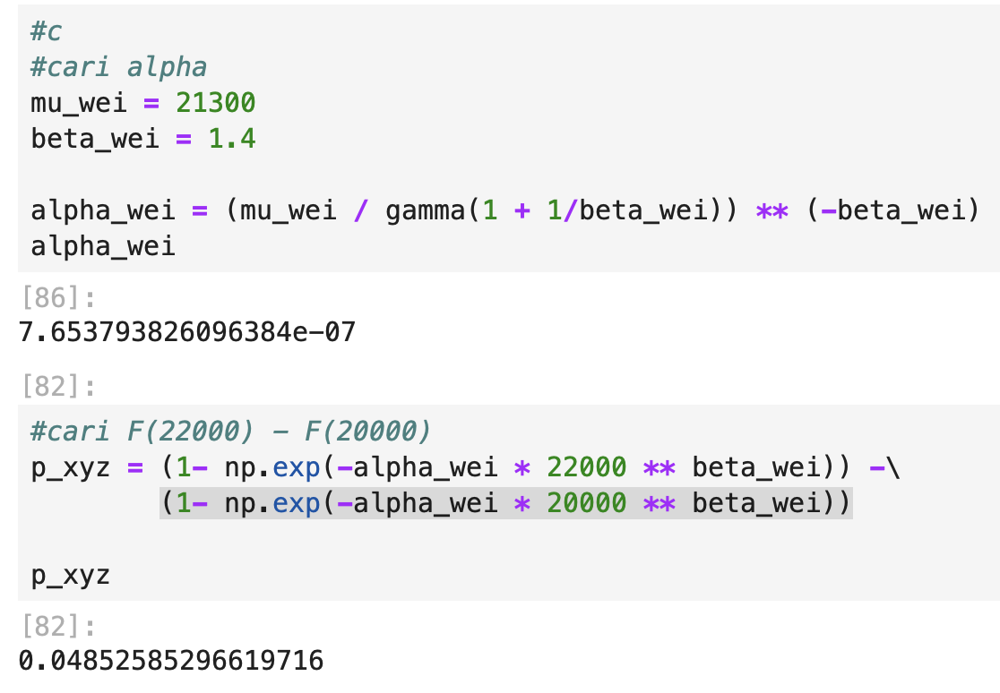 #c
#cari alpha
mu_wei = 21300
beta_wei = 1.4
alpha_wei = (mu_wei / gamma(1 + 1/beta_wei)) ** (-beta_wei)
alpha_wei
[86]:
7.653793826096384e-07
[82]:
#cari F(22000) - F(20000)
p_xyz = (1- np.exp(-alpha_wei * 22000 ** beta_wei)) -\
(1- np.exp(-alpha_wei * 20000 ** beta_wei))
p_xyz
[82]:
0.04852585296619716